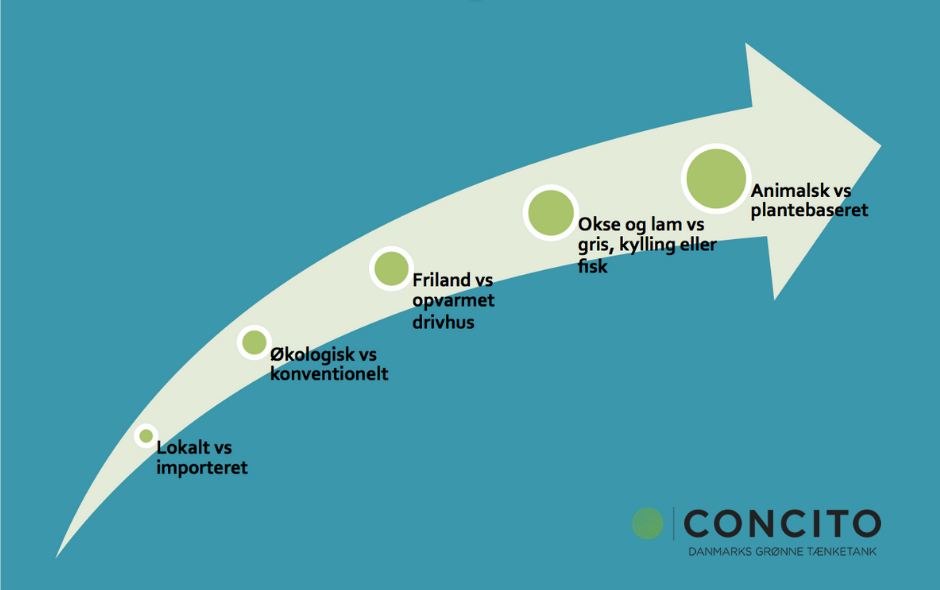 Animalsk vs
plantebaseret
Okse og lam vs
gris, kylling eller
fisk
Friland vs
opvarmet
drivhus
Økologisk vs
konventionelt
Lokalt vs
importeret
CONCITO
DANMARKS GRØNNE TÆNKETANK